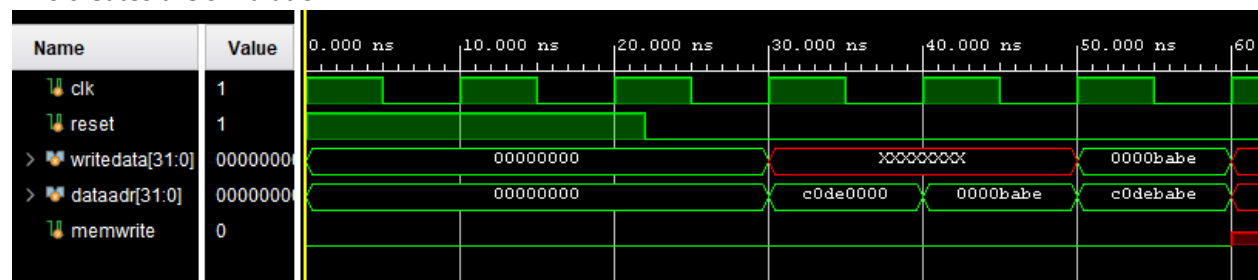 Name Value 0.000 ns 10.000 ns 20.000 ns 30.000 ns 40.000 ns 50.000 ns 60
clk 1
reset 1
writedata[31:0] 00000000 00000000 XXXXXXXX 0000babe
dataadr[31:0] 00000000 00000000 c0de0000 0000babe c0debabe
memwrite 0